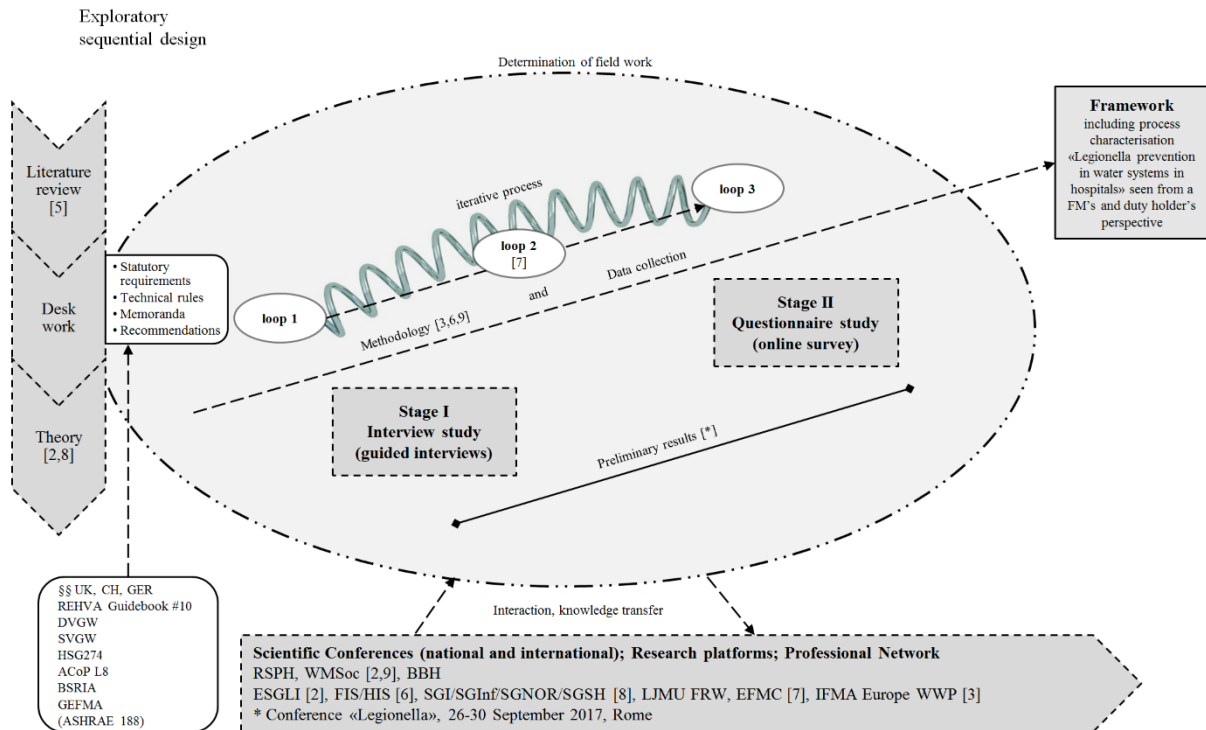 Exploratory
sequential design
Determination of field work
Literature
review
[5]
Desk
work
Theory
[2,8]
• Statutory
requirements
• Technical rules
• Memoranda
• Recommendations
loop 1
iterative process
loop 2
[7]
loop 3
Methodology [3,6,9]
and
Data collection
Stage I
Interview study
(guided interviews)
Stage II
Questionnaire study
(online survey)
Preliminary results [*]
Framework
including process
characterisation
«Legionella prevention
in water systems in
hospitals» seen from a
FM's and duty holder's
perspective
§§ UK, CH, GER
REHVA Guidebook #10
DVGW
SVGW
HSG274
ACoP L8
BSRIA
GEFMA
(ASHRAE 188)
Interaction, knowledge transfer
Scientific Conferences (national and international); Research platforms; Professional Network
RSPH, WMSoc [2,9], BBH
ESGLI [2], FIS/HIS [6], SGI/SGInf/SGNOR/SGSH [8], LJMU FRW, EFMC [7], IFMA Europe WWP [3]
* Conference «Legionella», 26-30 September 2017, Rome